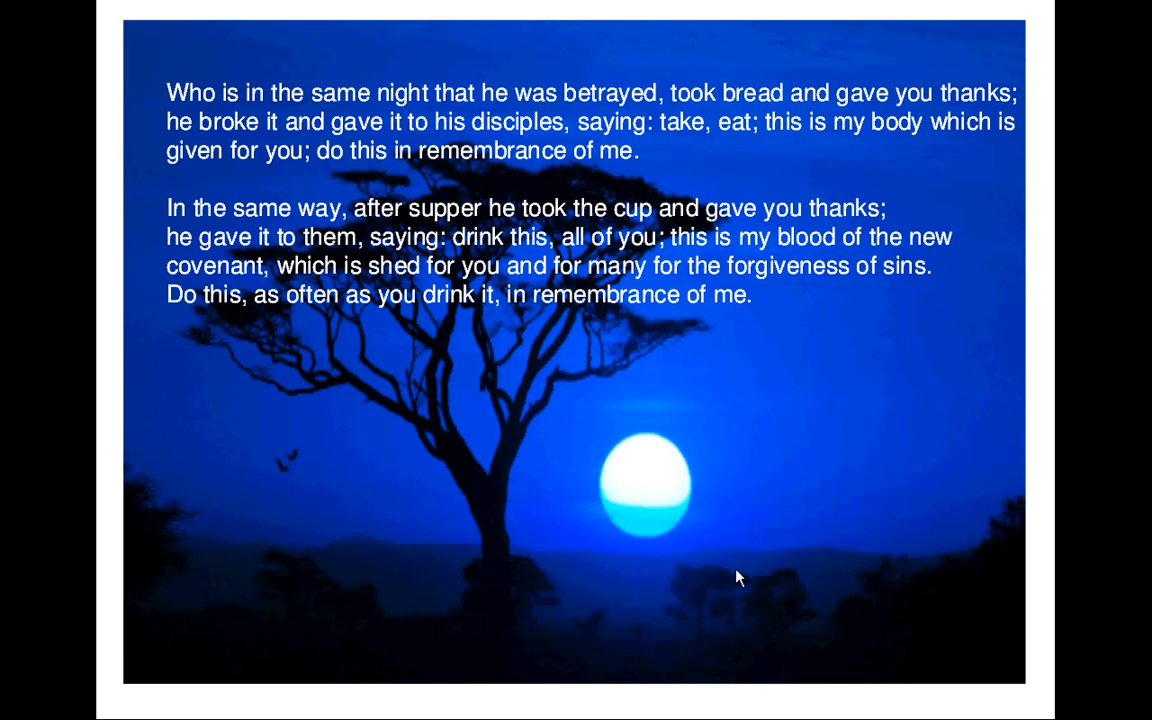 Who is in the same night that he was betrayed, took bread and gave you thanks;
he broke it and gave it to his disciples, saying: take, eat; this is my body which is
given for you; do this in remembrance of me.
In the same way, after supper he took the cup and gave you thanks;
he gave it to them, saying: drink this, all of you; this is my blood of the new
covenant, which is shed for you and for many for the forgiveness of sins.
Do this, as often as you drink it, in remembrance of me.